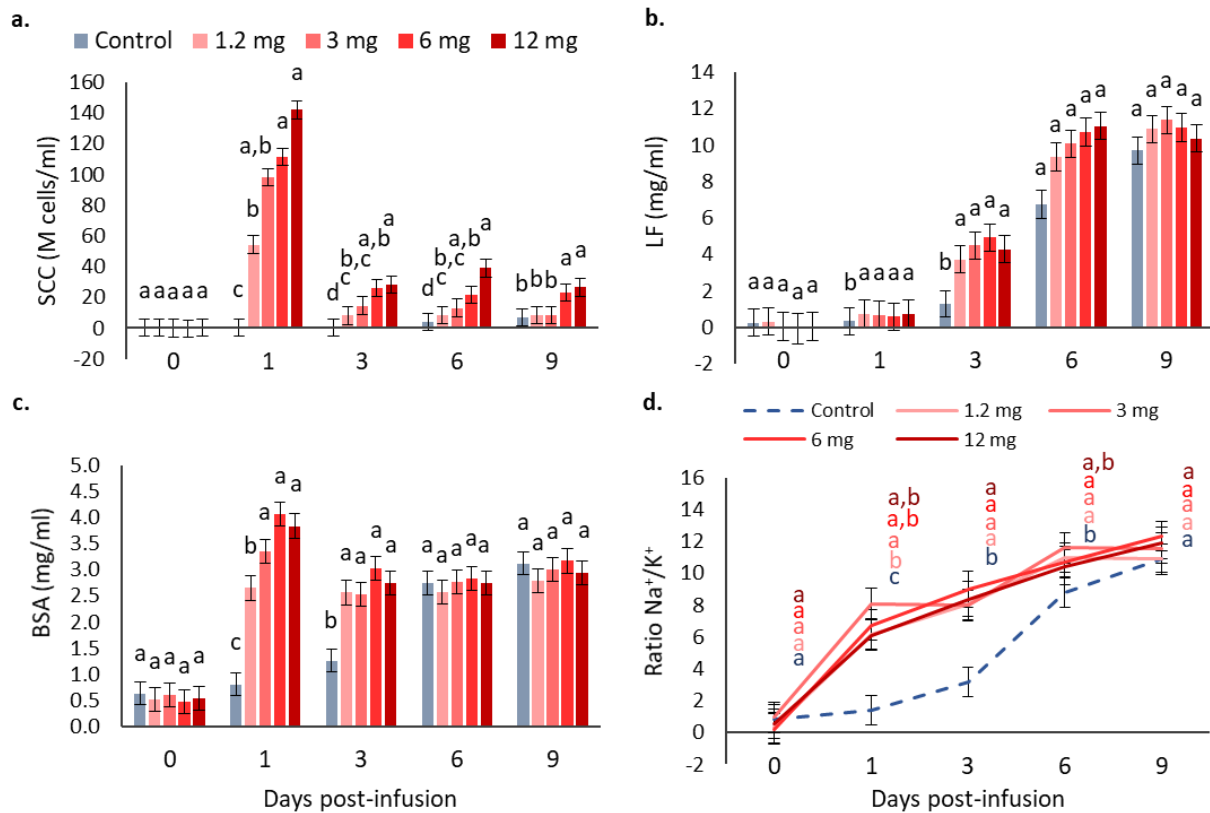 a.
Control 1.2 mg 3 mg 6 mg 12 mg
SCC (M cells/ml)
160
140
120
100
80
60
40
20
0
-20
a a a a a
c b a,b a a
d b,c c a,b a
d b,c c a,b a
b b b a a
0 1 3 6 9
b.
LF (mg/ml)
14
12
10
8
6
4
2
0
-2
a a a a a
b a a a a
b a a a a
a a a a a
a a a a a
0 1 3 6 9
c.
BSA (mg/ml)
5.0
4.5
4.0
3.5
3.0
2.5
2.0
1.5
1.0
0.5
0.0
a a a a a
c b a a a
b a a a a
a a a a a
a a a a a
0 1 3 6 9
Days post-infusion
d.
Control 1.2 mg 3 mg
6 mg 12 mg
Ratio Na⁺/K⁺
16
14
12
10
8
6
4
2
0
-2
a
a
a
a
a
a,b
a,b
a
b
c
a
a
a
a
b
a,b
a
a
a
b
a
a
a
a
a
0 1 3 6 9
Days post-infusion